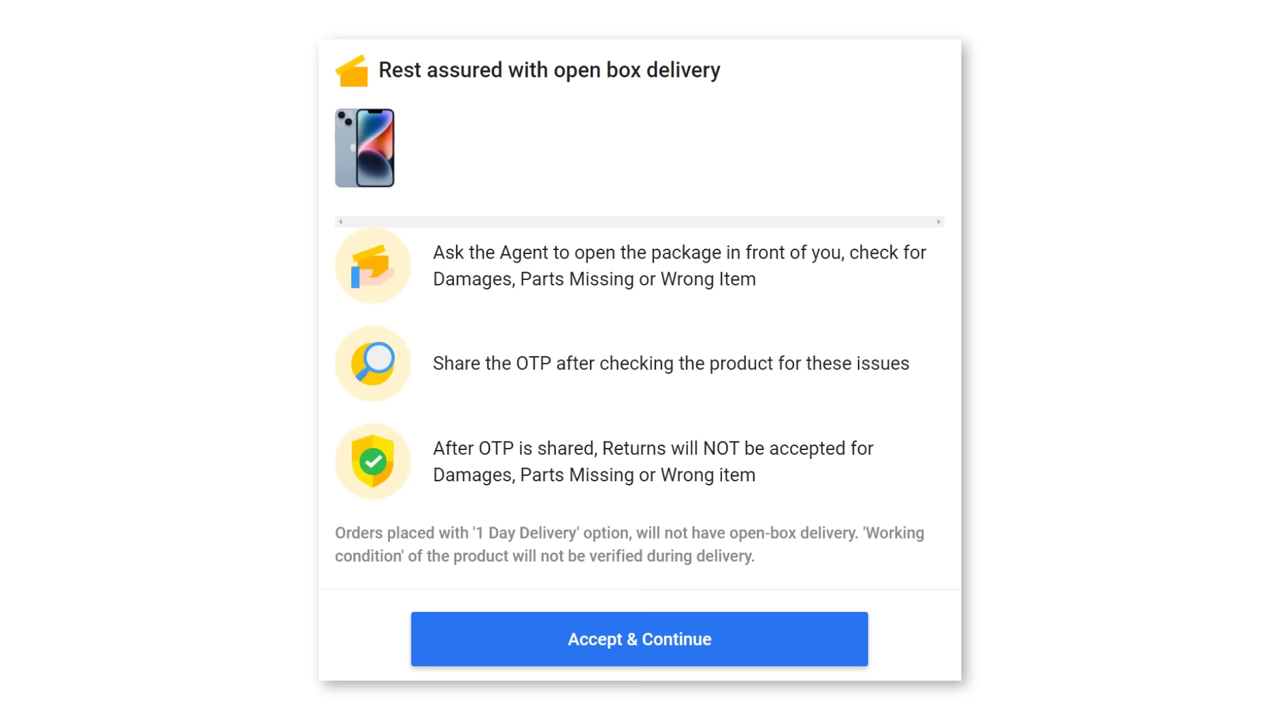 Rest assured with open box delivery
Ask the Agent to open the package in front of you, check for
Damages, Parts Missing or Wrong Item
Share the OTP after checking the product for these issues
After OTP is shared, Returns will NOT be accepted for
Damages, Parts Missing or Wrong item
Orders placed with '1 Day Delivery' option, will not have open-box delivery. 'Working
condition' of the product will not be verified during delivery.
Accept & Continue